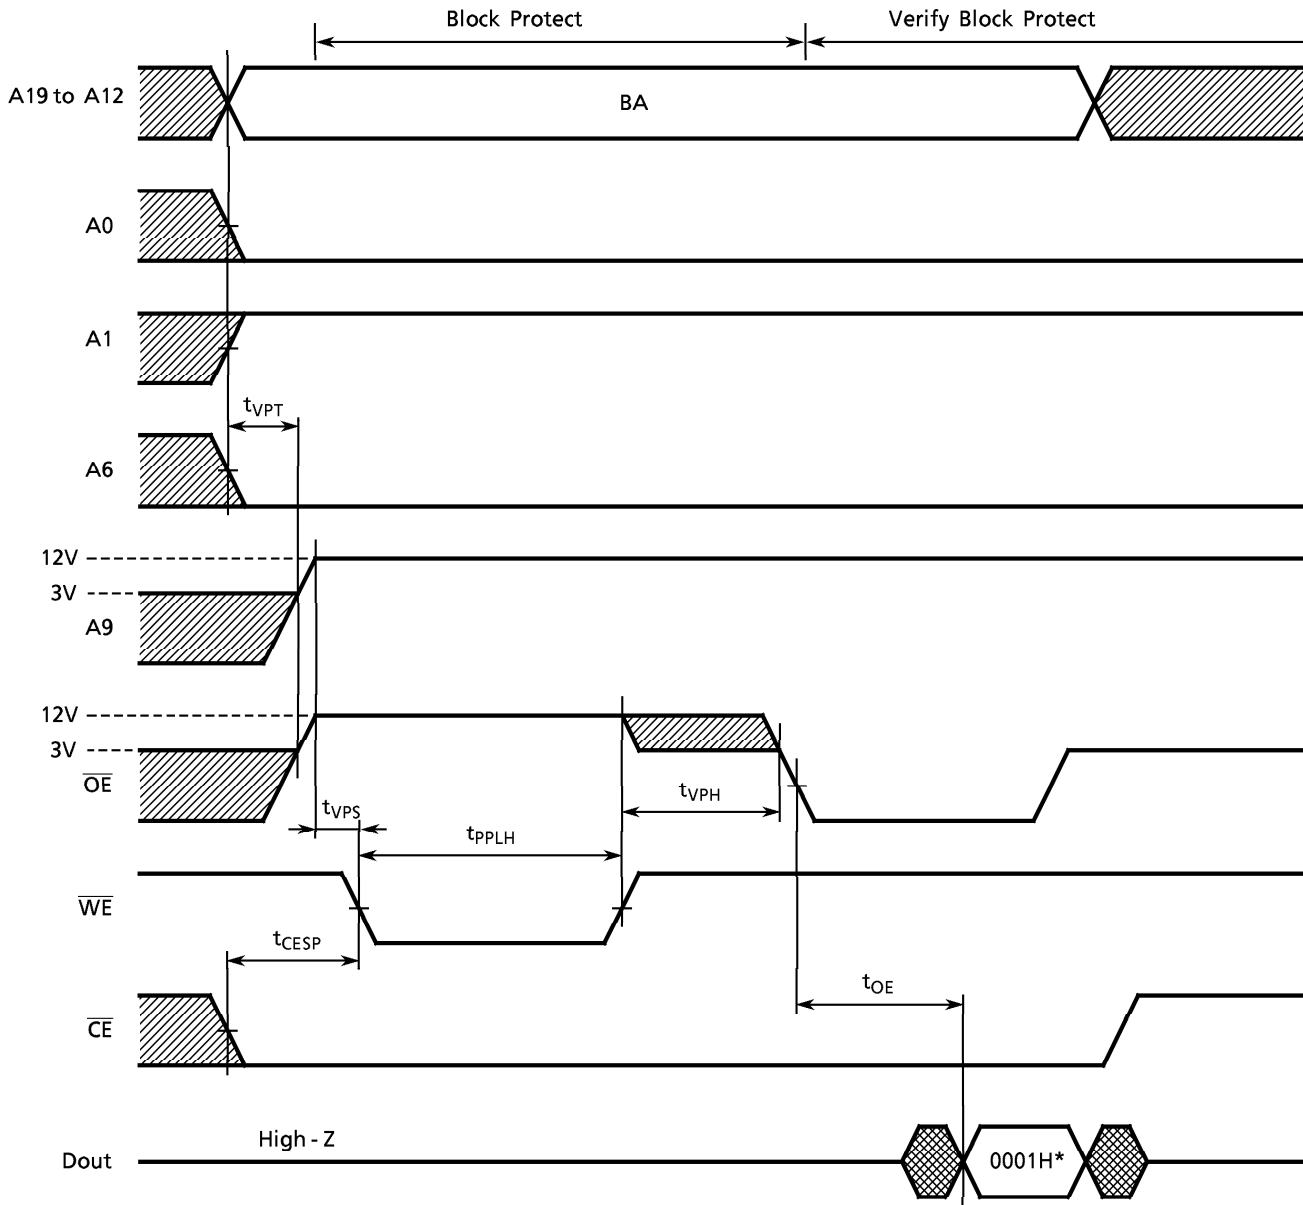 Block Protect
Verify Block Protect
A19 to A12
BA
A0
A1
tVPT
A6
12V
3V
A9
12V
3V
OE
tVPS
tVPH
tPPLH
WE
tCESP
tOE
CE
High - Z
Dout
0001H*